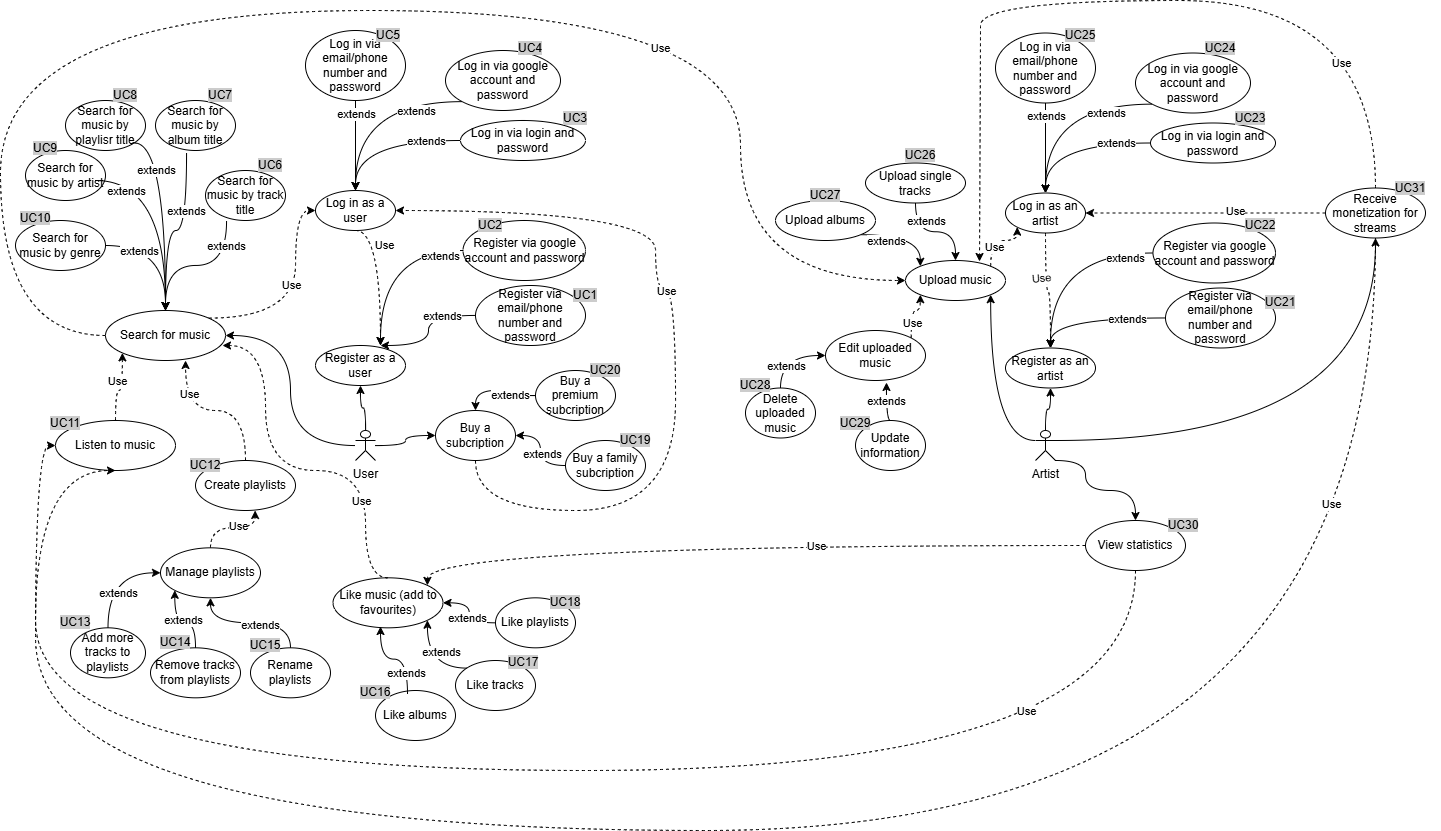 UC5
Log in via
email/phone
number and
password
UC4
Log in via google
account and
password
UC3
Log in via login and
password
extends
extends
extends
Log in as a
user
Use
Use
UC8
Search for
music by
playlisr title
UC7
Search for
music by
album title
UC9
Search for
music by artist
UC6
Search for
music by track
title
UC10
Search for
music by genre
extends
extends
extends
extends
extends
Search for music
Use
UC2
Register via google
account and password
extends
UC1
Register via
email/phone
number and
password
extends
Register as a
user
Use
UC20
Buy a
premium
subcription
extends
Buy a
subcription
UC19
Buy a family
subcription
extends
User
Use
Use
UC11
Listen to music
UC12
Create playlists
Use
Manage playlists
extends
extends
extends
UC13
Add more
tracks to
playlists
UC14
Remove tracks
from playlists
UC15
Rename
playlists
Use
Like music (add to
favourites)
UC18
Like playlists
extends
UC17
Like tracks
extends
UC16
Like albums
extends
UC25
Log in via
email/phone
number and
password
UC24
Log in via google
account and
password
UC23
Log in via login and
password
extends
extends
extends
Log in as an
artist
Use
Use
UC31
Receive
monetization for
streams
UC26
Upload single
tracks
UC27
Upload albums
extends
extends
Upload music
Use
Use
UC22
Register via google
account and password
extends
UC21
Register via
email/phone
number and
password
extends
Register as an
artist
Use
Edit uploaded
music
extends
UC28
Delete
uploaded
music
extends
UC29
Update
information
Artist
Use
UC30
View statistics
Use
Use